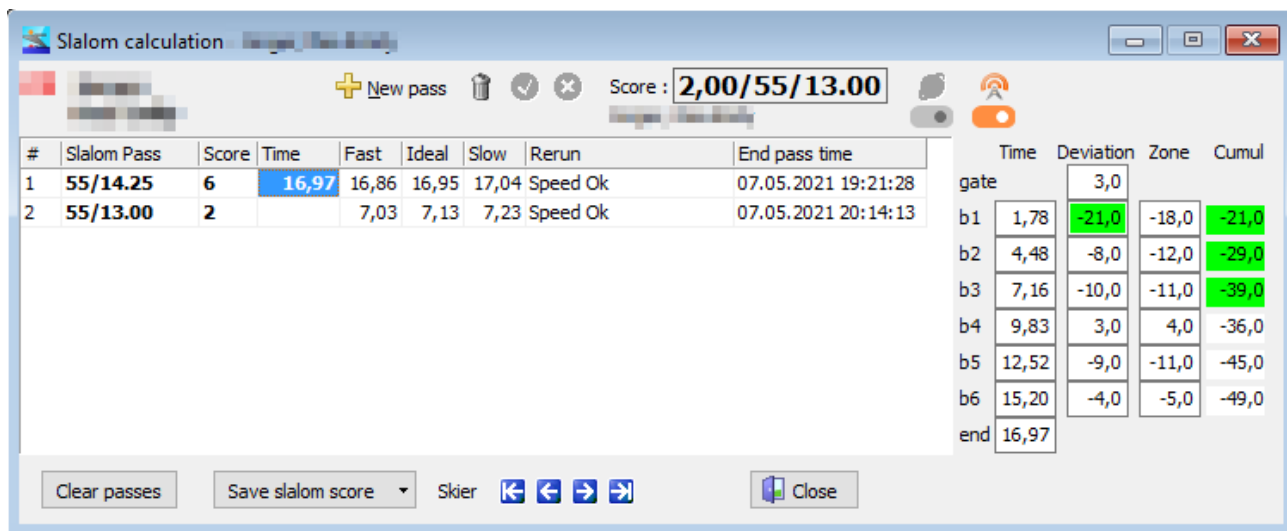 Slalom calculation
New pass Score : 2,00/55/13.00
# Slalom Pass Score Time Fast Ideal Slow Rerun End pass time
1 55/14.25 6 16,97 16,86 16,95 17,04 Speed Ok 07.05.2021 19:21:28
2 55/13.00 2 7,03 7,13 7,23 Speed Ok 07.05.2021 20:14:13
Time Deviation Zone Cumul
gate 3,0
b1 1,78 -21,0 -18,0 -21,0
b2 4,48 -8,0 -12,0 -29,0
b3 7,16 -10,0 -11,0 -39,0
b4 9,83 3,0 4,0 -36,0
b5 12,52 -9,0 -11,0 -45,0
b6 15,20 -4,0 -5,0 -49,0
end 16,97
Clear passes Save slalom score Skier Close